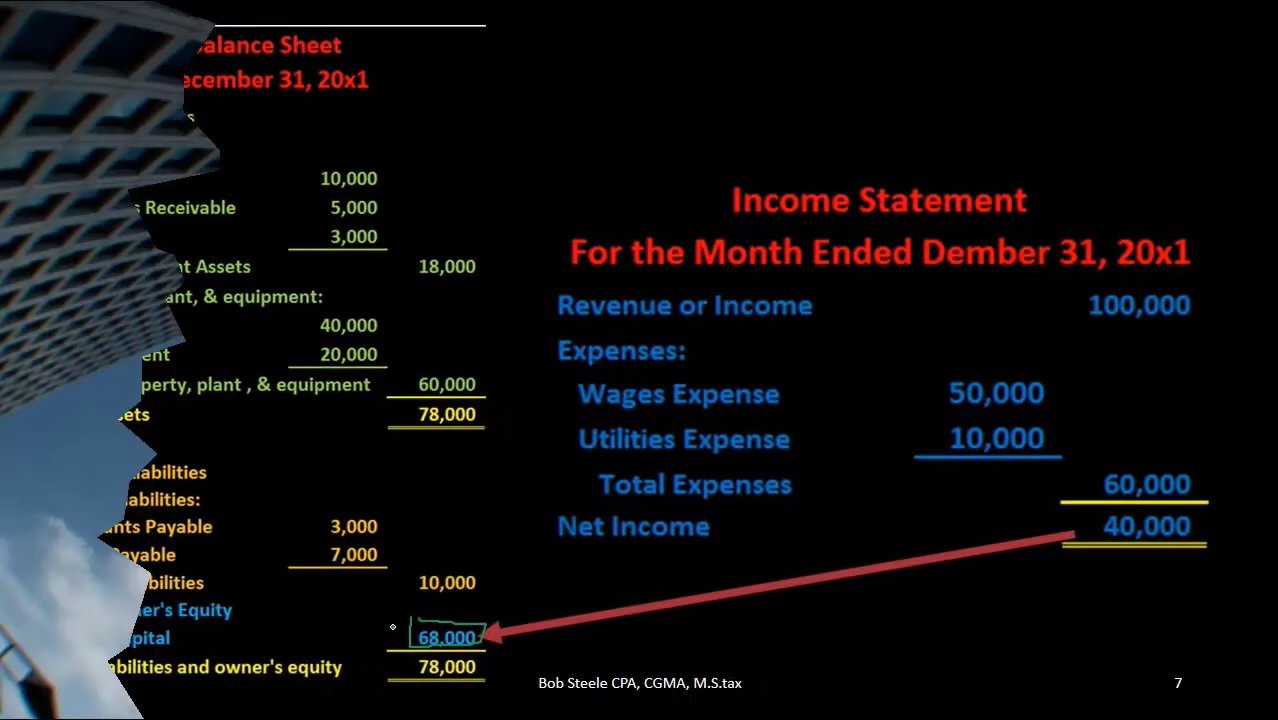 alance Sheet
ecember 31, 20x1
s
10,000
s Receivable 5,000
3,000
nt Assets 18,000
ant, & equipment:
40,000
ent 20,000
perty, plant , & equipment 60,000
sets 78,000
iabilities
abilities:
nts Payable 3,000
Payable 7,000
bilities 10,000
er's Equity
pital 68,000
abilities and owner's equity 78,000
Income Statement
For the Month Ended Dember 31, 20x1
Revenue or Income 100,000
Expenses:
Wages Expense 50,000
Utilities Expense 10,000
Total Expenses 60,000
Net Income 40,000
Bob Steele CPA, CGMA, M.S.tax
7